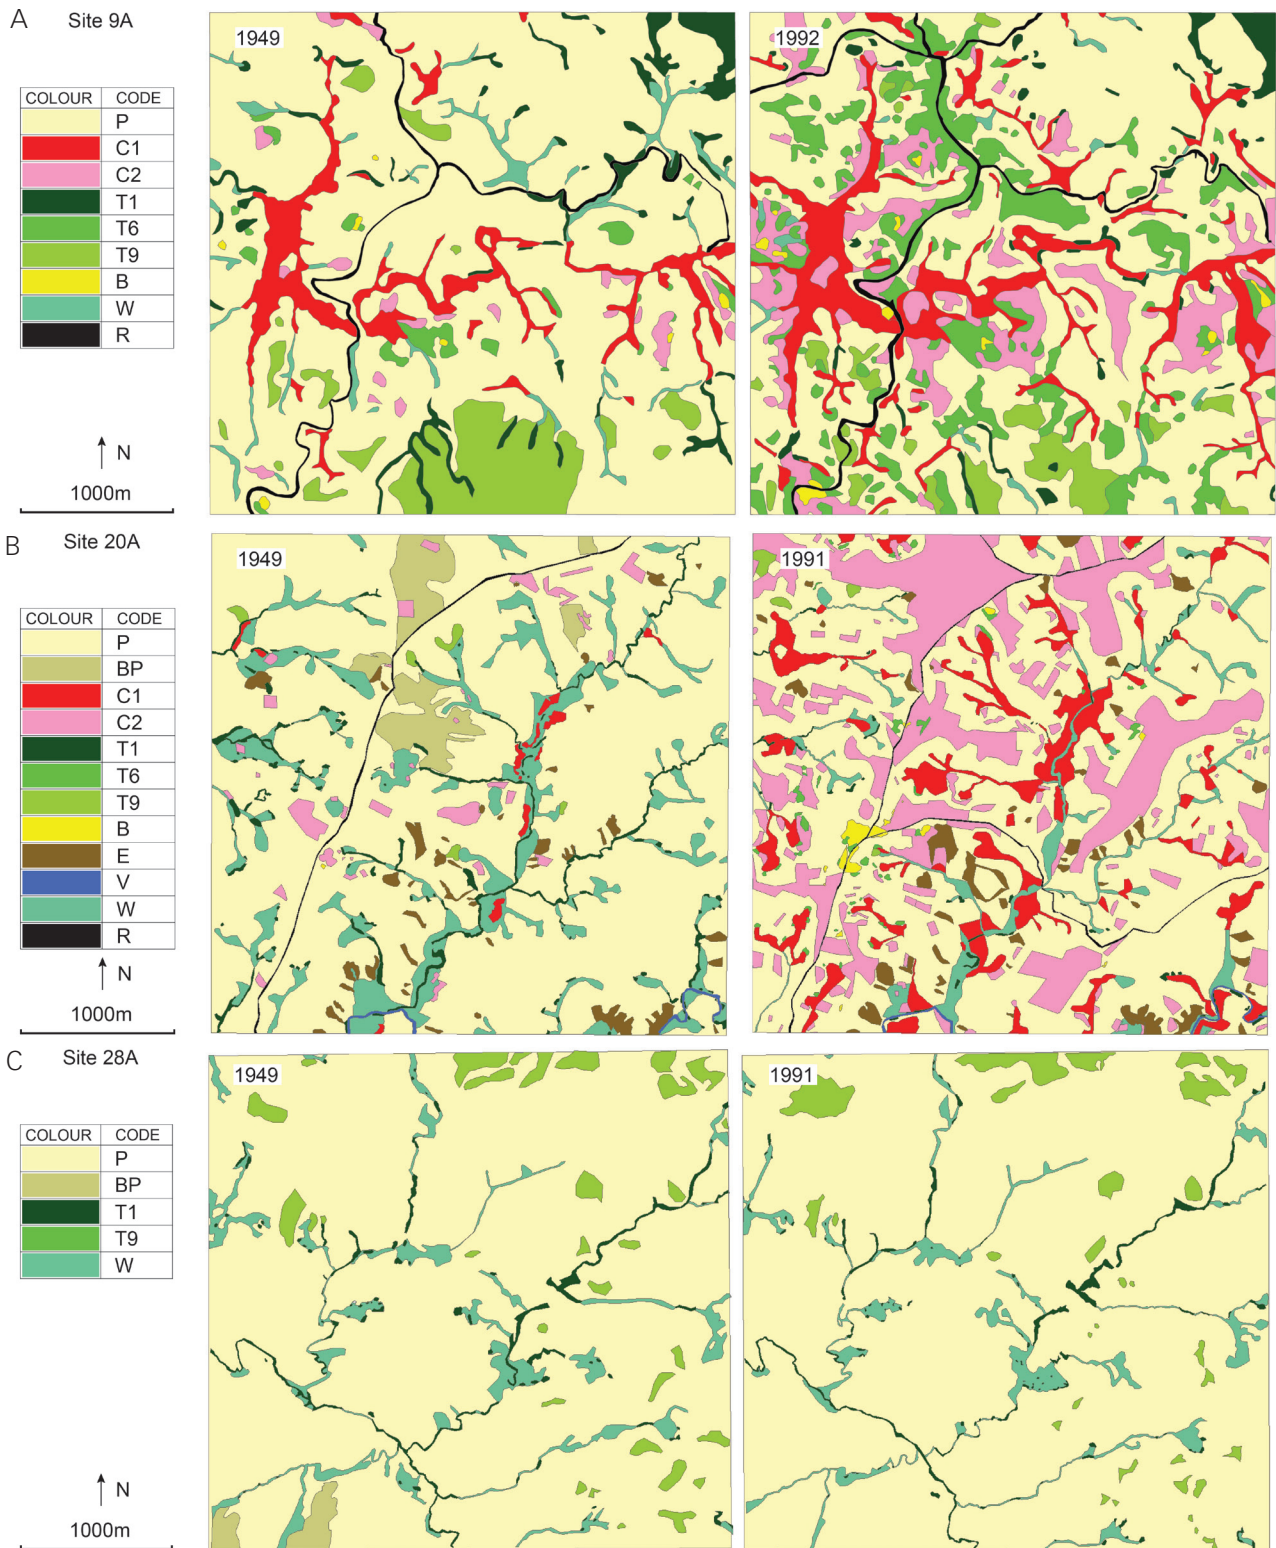 A Site 9A
1949
1992
COLOUR CODE
P
C1
C2
T1
T6
T9
B
W
R
N
1000m
B Site 20A
1949
1991
COLOUR CODE
P
BP
C1
C2
T1
T6
T9
B
E
V
W
R
N
1000m
C Site 28A
1949
1991
COLOUR CODE
P
BP
T1
T9
W
N
1000m